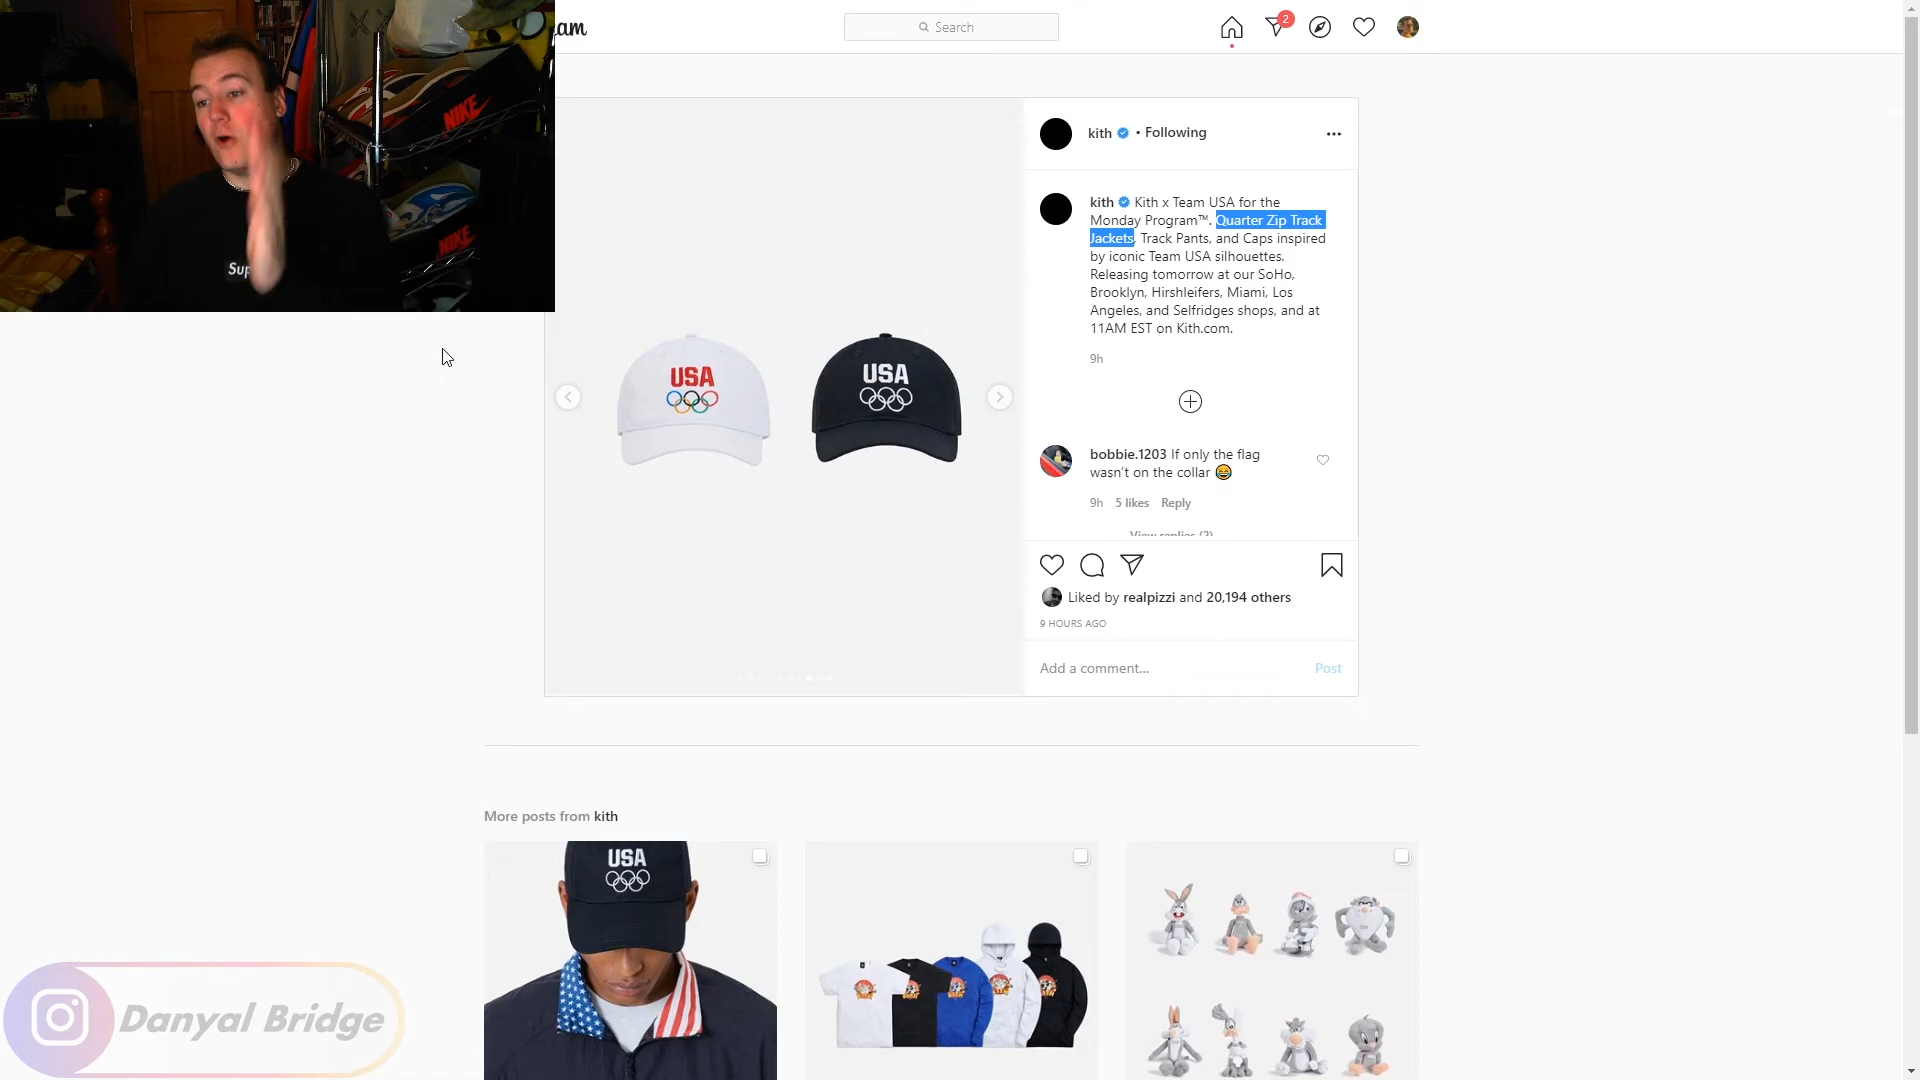 am
Search
2
NIKE
NIKE
Sup
kith • Following
kith Kith x Team USA for the
Monday Program™. Quarter Zip Track
Jackets, Track Pants, and Caps inspired
by iconic Team USA silhouettes.
Releasing tomorrow at our SoHo,
Brooklyn, Hirshleifers, Miami, Los
Angeles, and Selfridges shops, and at
11AM EST on Kith.com.
9h
USA
USA
bobbie.1203 If only the flag
wasn't on the collar 😂
9h 5 likes Reply
View replies (2)
Liked by realpizzi and 20,194 others
9 HOURS AGO
Add a comment... Post
More posts from kith
USA
Danyal Bridge